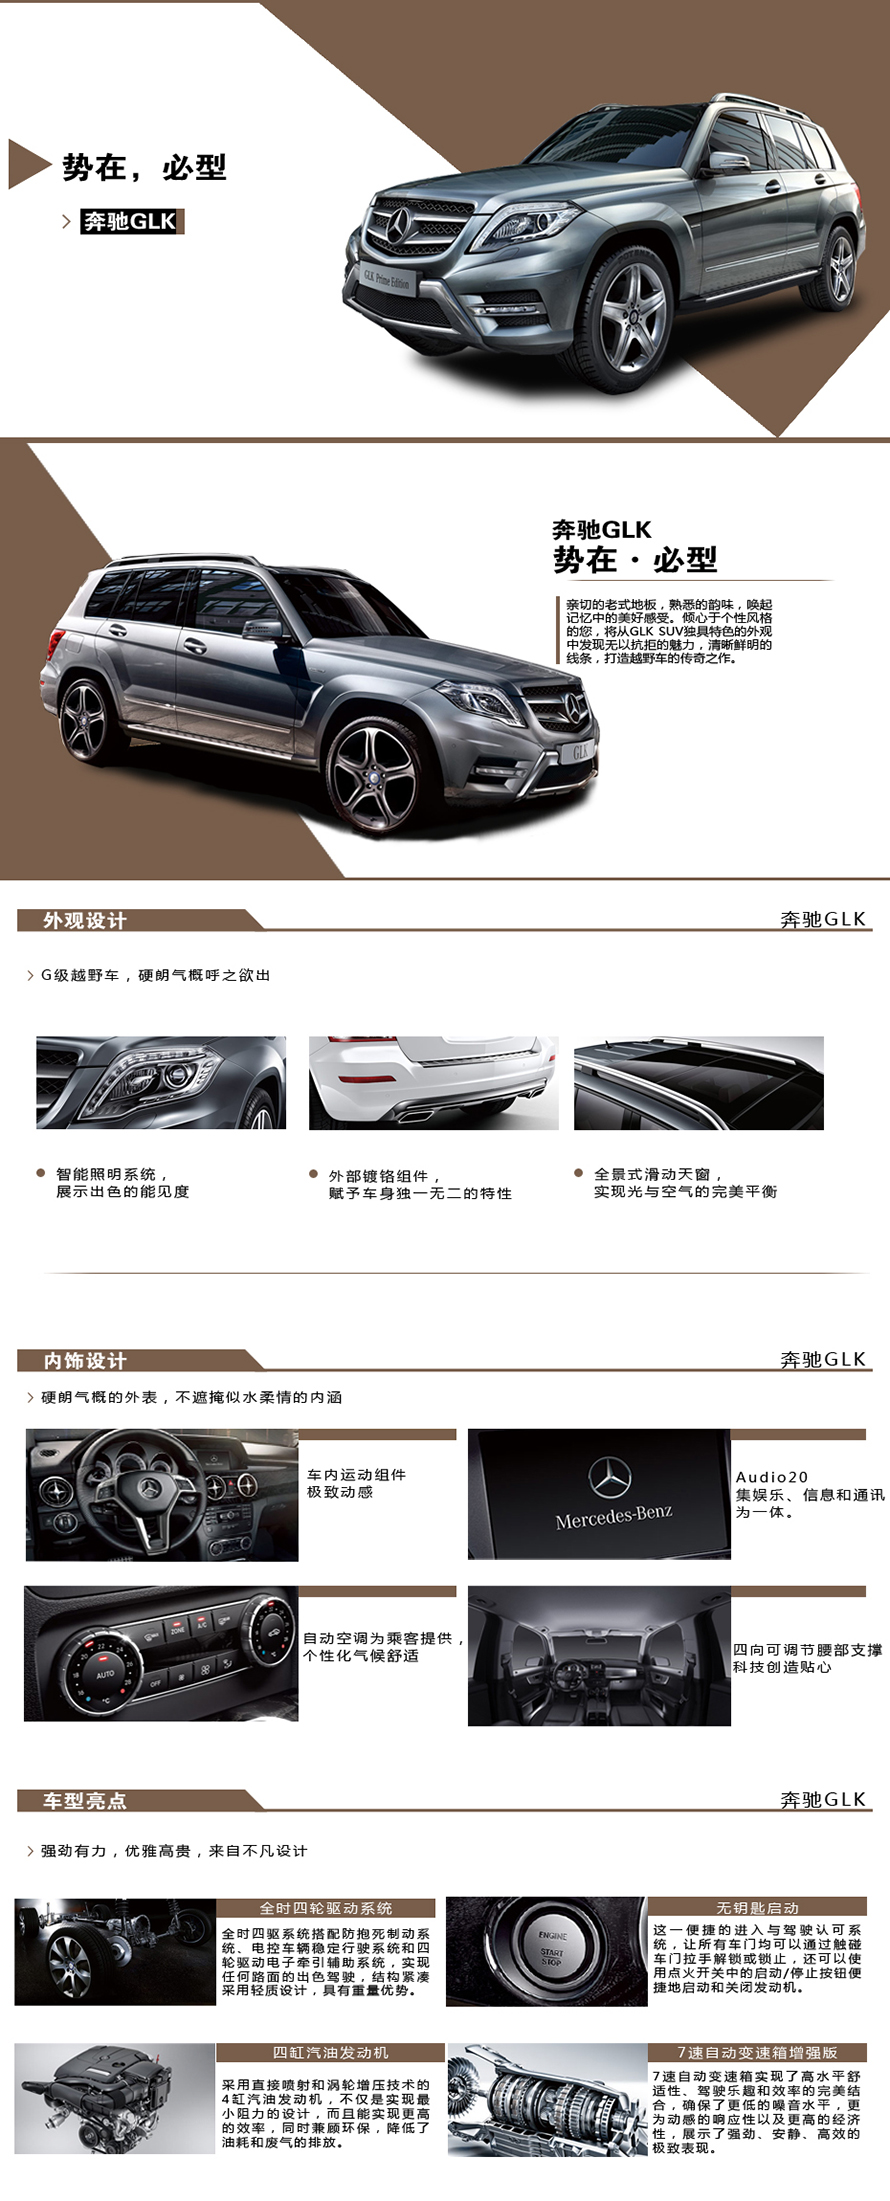 势在，必型
奔驰GLK
GLK Prime Edition
奔驰GLK
势在·必型
亲切的老式地板，熟悉的韵味，唤起
记忆中的美好感受。倾心于个性风格
的您，将从GLK SUV独具特色的外观
中发现无以抗拒的魅力，清晰鲜明的
线条，打造越野车的传奇之作。
GLK
外观设计
奔驰GLK
G级越野车，硬朗气概呼之欲出
智能照明系统，
展示出色的能见度
外部镀铬组件，
赋予车身独一无二的特性
全景式滑动天窗，
实现光与空气的完美平衡
内饰设计
奔驰GLK
硬朗气概的外表，不遮掩似水柔情的内涵
车内运动组件
极致动感
Mercedes-Benz
Audio20
集娱乐、信息和通讯
为一体。
ZONE
A/C
AUTO
OFF
°C
°C
自动空调为乘客提供，
个性化气候舒适
四向可调节腰部支撑
科技创造贴心
车型亮点
奔驰GLK
强劲有力，优雅高贵，来自不凡设计
全时四轮驱动系统
全时四驱系统搭配防抱死制动系
统、电控车辆稳定行驶系统和四
轮驱动电子牵引辅助系统，实现
任何路面的出色驾驶，结构紧凑
采用轻质设计，具有重量优势。
ENGINE
START
STOP
无钥匙启动
这一便捷的进入与驾驶认可系
统，让所有车门均可以通过触碰
车门拉手解锁或锁止，还可以使
用点火开关中的启动/停止按钮便
捷地启动和关闭发动机。
四缸汽油发动机
采用直接喷射和涡轮增压技术的
4缸汽油发动机，不仅是实现最
小阻力的设计，而且能实现更高
的效率，同时兼顾环保，降低了
油耗和废气的排放。
7速自动变速箱增强版
7速自动变速箱实现了高水平舒
适性、驾驶乐趣和效率的完美结
合，确保了更低的噪音水平，更
为动感的响应性以及更高的经济
性，展示了强劲、安静、高效的
极致表现。